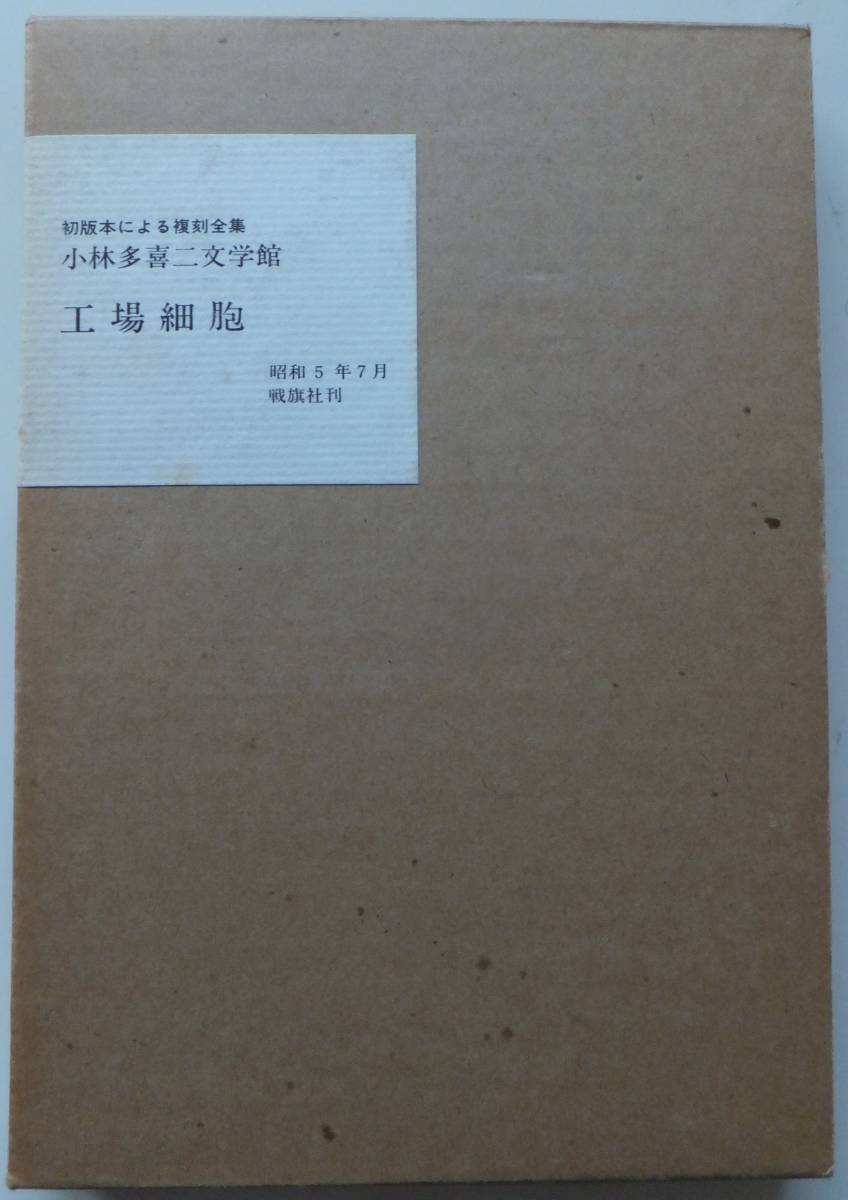 初版本による複刻全集
小林多喜二文学館
工場細胞
昭和5年7月
戦旗社刊